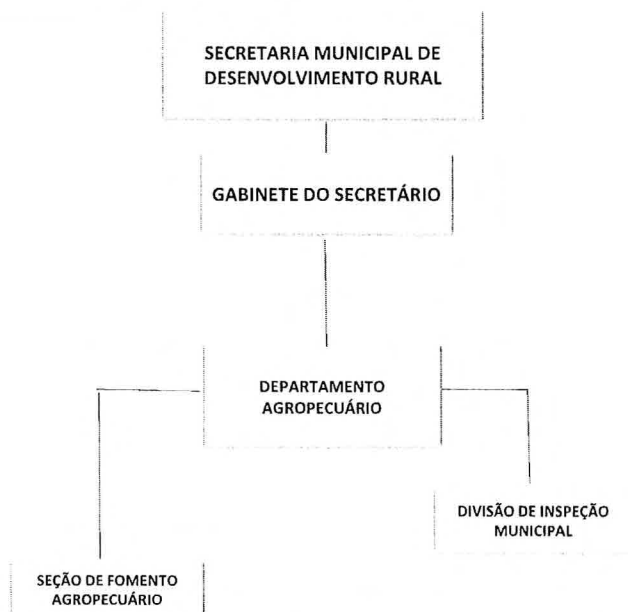 SECRETARIA MUNICIPAL DE
DESENVOLVIMENTO RURAL
GABINETE DO SECRETÁRIO
DEPARTAMENTO
AGROPECUÁRIO
DIVISÃO DE INSPEÇÃO
MUNICIPAL
SEÇÃO DE FOMENTO
AGROPECUÁRIO